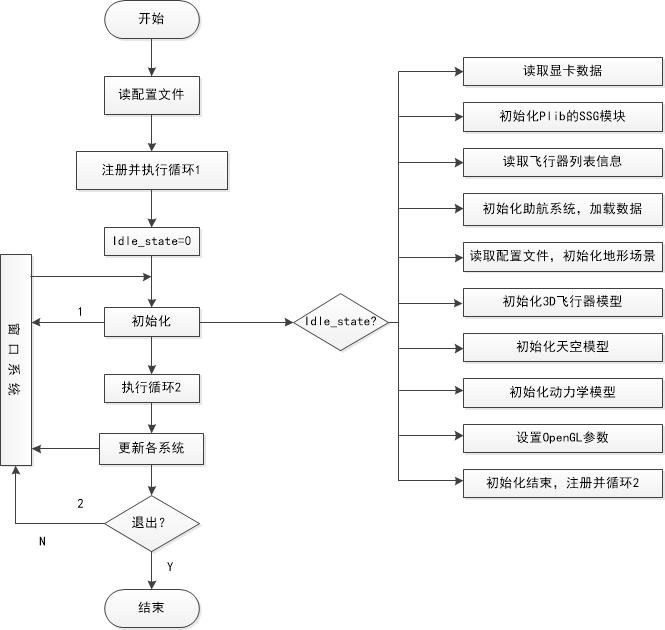 开始
读配置文件
注册并执行循环1
Idle_state=0
窗口系统
1
初始化
Idle_state?
执行循环2
更新各系统
2
退出?
N
Y
结束
读取显卡数据
初始化Plib的SSG模块
读取飞行器列表信息
初始化助航系统,加载数据
读取配置文件,初始化地形场景
初始化3D飞行器模型
初始化天空模型
初始化动力学模型
设置OpenGL参数
初始化结束,注册并循环2